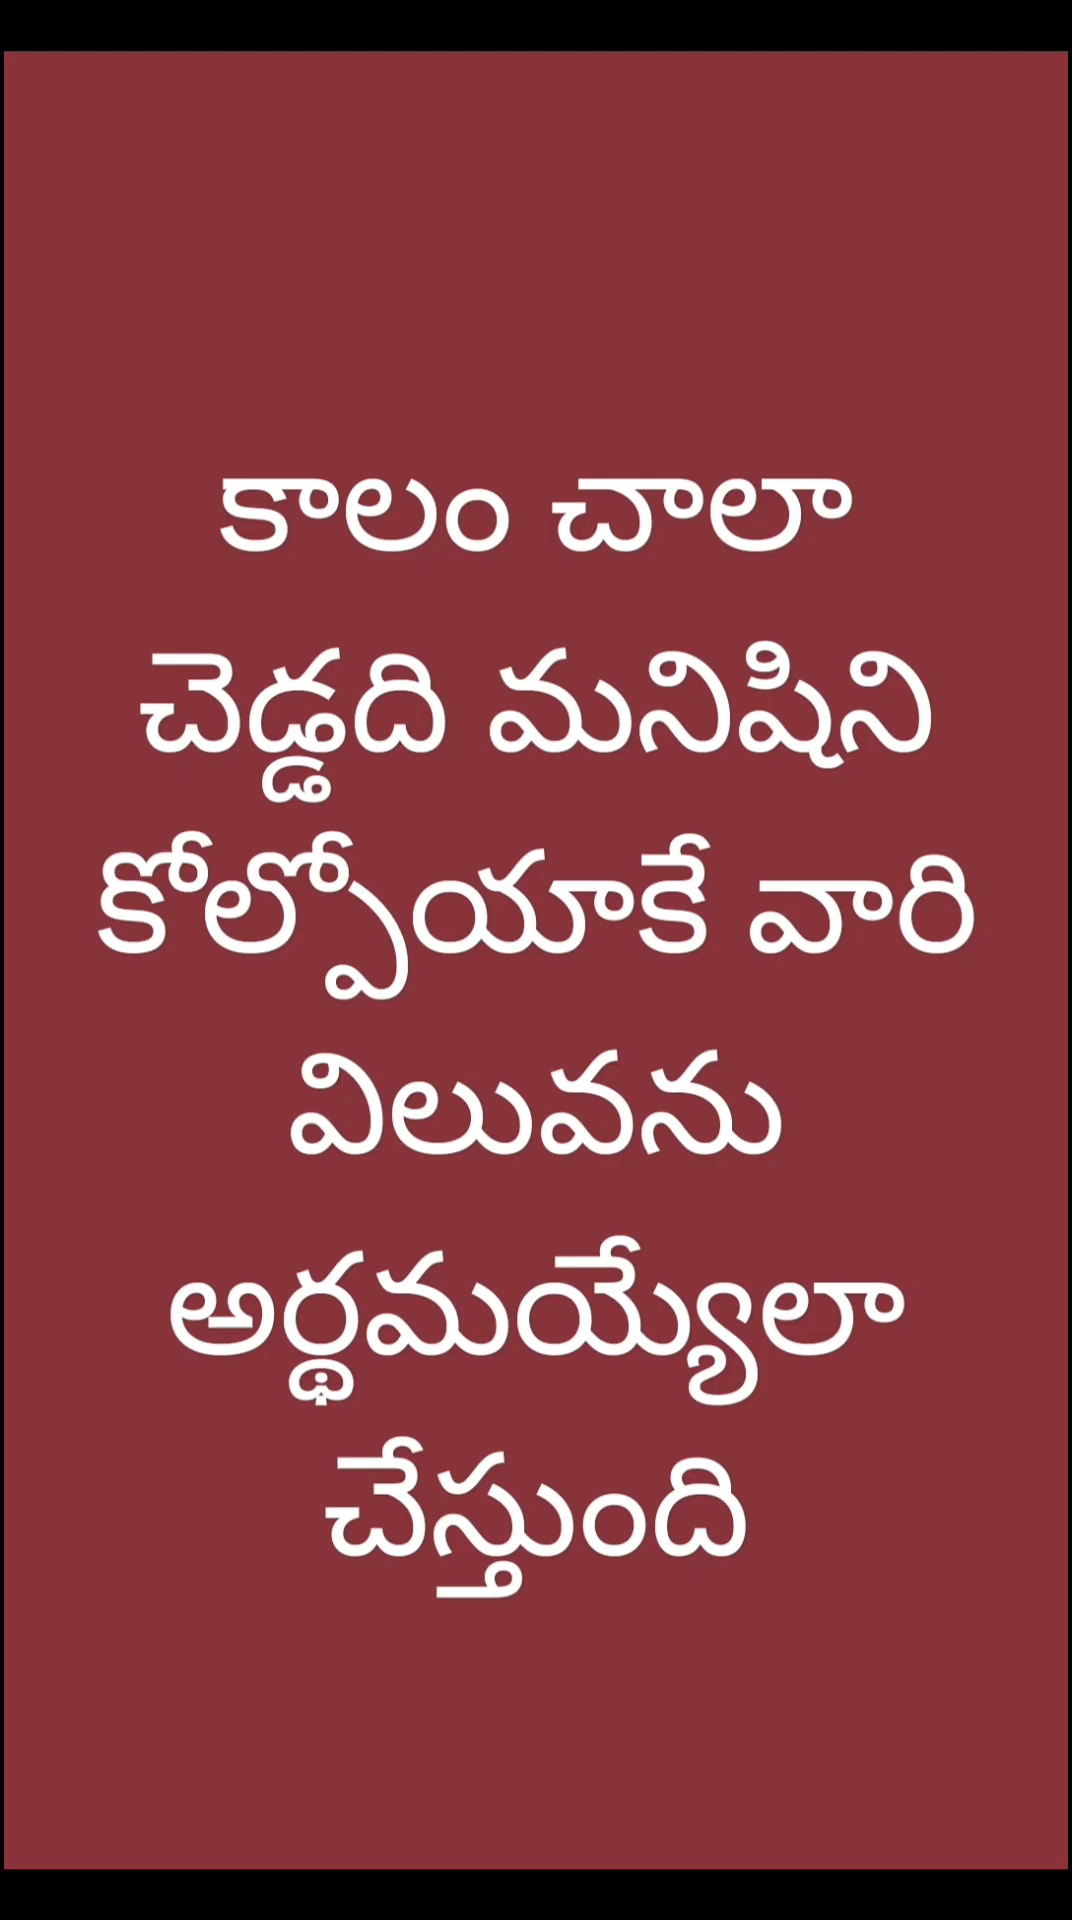 కాలం చాలా
చెడ్డది మనిషిని
కోల్పోయాకే వారి
విలువను
అర్థమయ్యేలా
చేస్తుంది